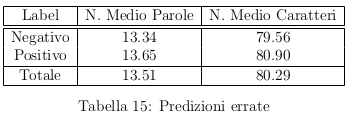 Label N. Medio Parole N. Medio Caratteri
Negativo 13.34 79.56
Positivo 13.65 80.90
Totale 13.51 80.29
Tabella 15: Predizioni errate